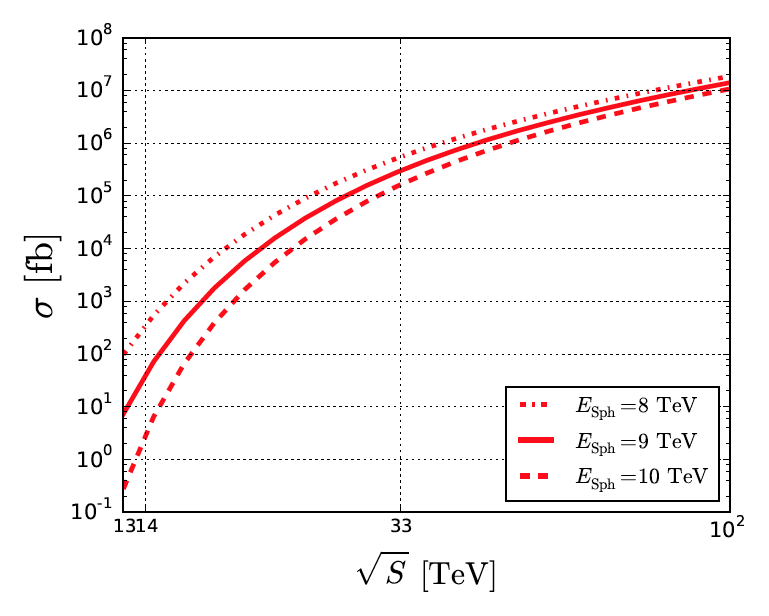 10^8
10^7
10^6
10^5
10^4
10^3
10^2
10^1
10^0
10^-1
σ [fb]
E_Sph=8 TeV
E_Sph=9 TeV
E_Sph=10 TeV
13 14 33 10^2
√S [TeV]